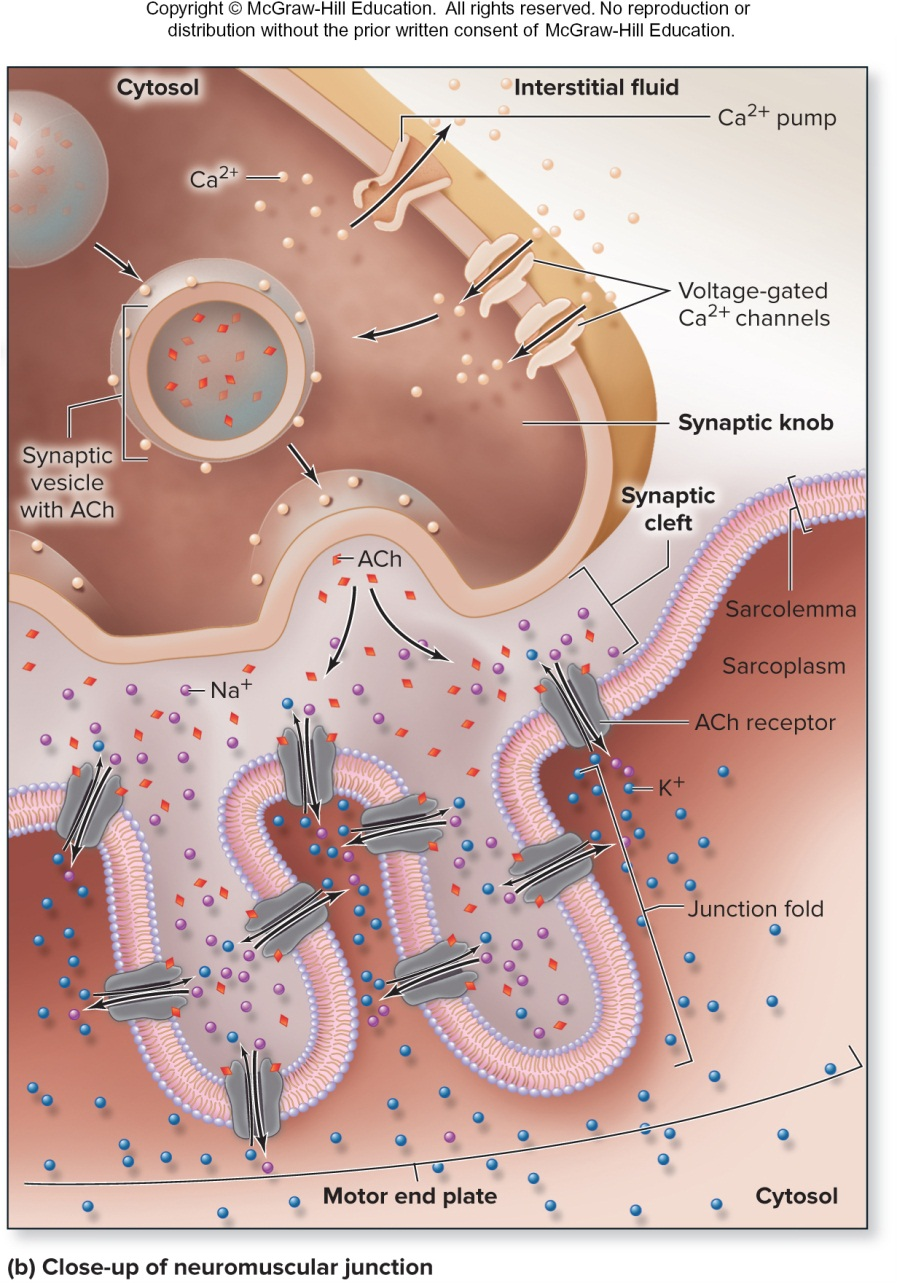 Copyright © McGraw-Hill Education. All rights reserved. No reproduction or
distribution without the prior written consent of McGraw-Hill Education.
Cytosol
Interstitial fluid
Ca2+ pump
Ca2+
Voltage-gated
Ca2+ channels
Synaptic knob
Synaptic
vesicle
with ACh
Synaptic
cleft
ACh
Sarcolemma
Sarcoplasm
Na+
ACh receptor
K+
Junction fold
Motor end plate
Cytosol
(b) Close-up of neuromuscular junction